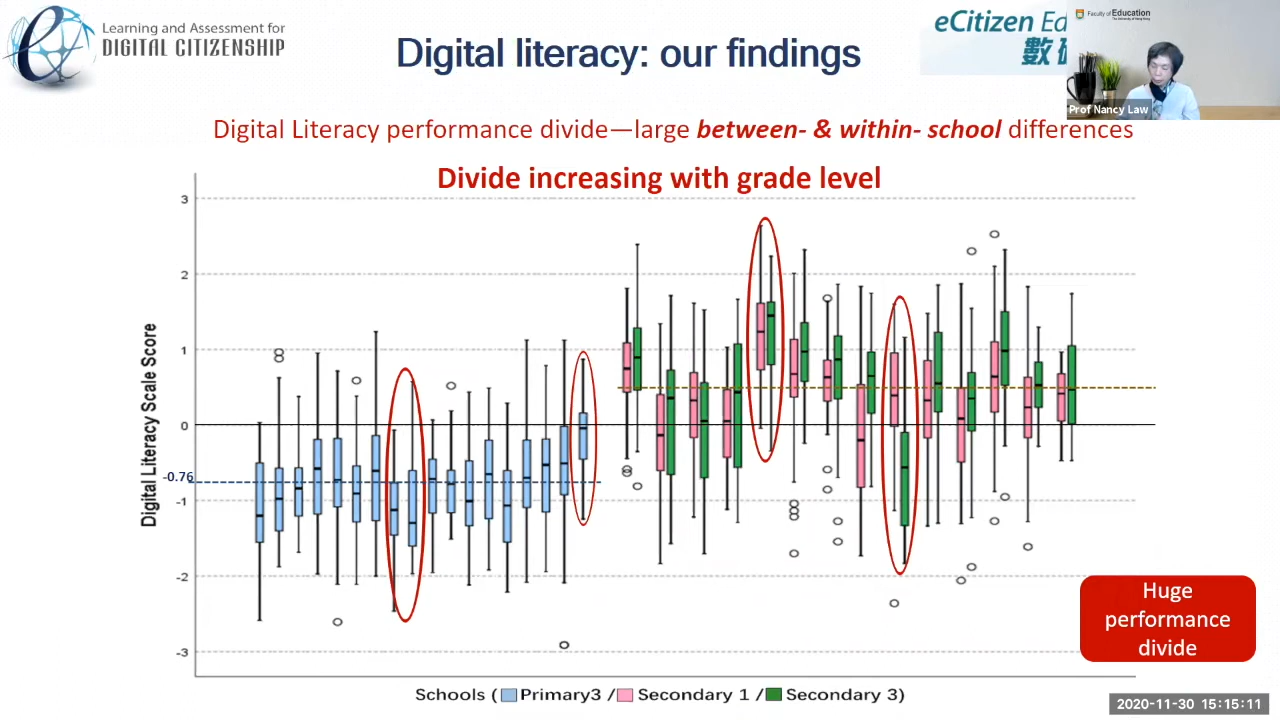 Learning and Assessment for
DIGITAL CITIZENSHIP
Digital literacy: our findings
eCitizen Ed
數
Faculty of Education
Prof Nancy Law
Digital Literacy performance divide—large between- & within- school differences
Divide increasing with grade level
3
2
1
0
-0.76
-1
-2
-3
Digital Literacy Scale Score
Huge
performance
divide
Schools (Primary3 / Secondary 1 / Secondary 3)
2020-11-30 15:15:11